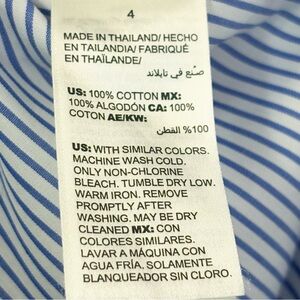 4
MADE IN THAILAND/ HECHO
EN TAILANDIA/ FABRIQUÉ
EN THAÏLANDE/
صنع في تايلاند
US: 100% COTTON MX:
100% ALGODÓN CA: 100%
COTON AE/KW:
100% القطن
US: WITH SIMILAR COLORS.
MACHINE WASH COLD.
ONLY NON-CHLORINE
BLEACH. TUMBLE DRY LOW.
WARM IRON. REMOVE
PROMPTLY AFTER
WASHING. MAY BE DRY
CLEANED MX: CON
COLORES SIMILARES.
LAVAR A MÁQUINA CON
AGUA FRÍA. SOLAMENTE
BLANQUEADOR SIN CLORO.